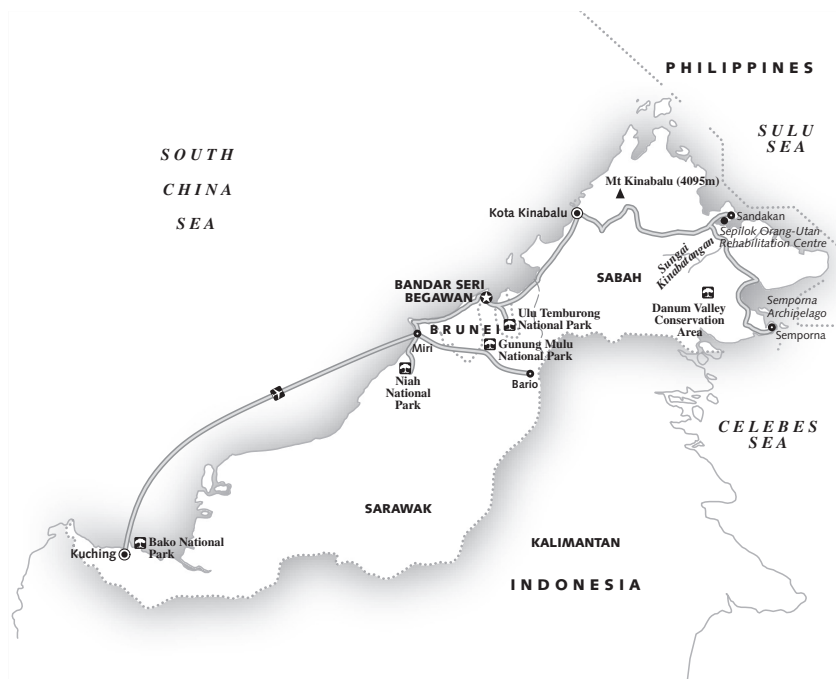 PHILIPPINES
SULU
SEA
SOUTH
CHINA
SEA
Mt Kinabalu (4095m)
Kota Kinabalu
Sandakan
Sepilok Orang-Utan
Rehabilitation Centre
Sungai
Kinabatangan
SABAH
BANDAR SERI
BEGAWAN
Danum Valley
Conservation
Area
Semporna
Archipelago
Semporna
BRUNEI
Ulu Temburong
National Park
Gunung Mulu
National Park
Miri
Bario
Niah
National
Park
CELEBES
SEA
SARAWAK
Bako National
Park
Kuching
KALIMANTAN
INDONESIA